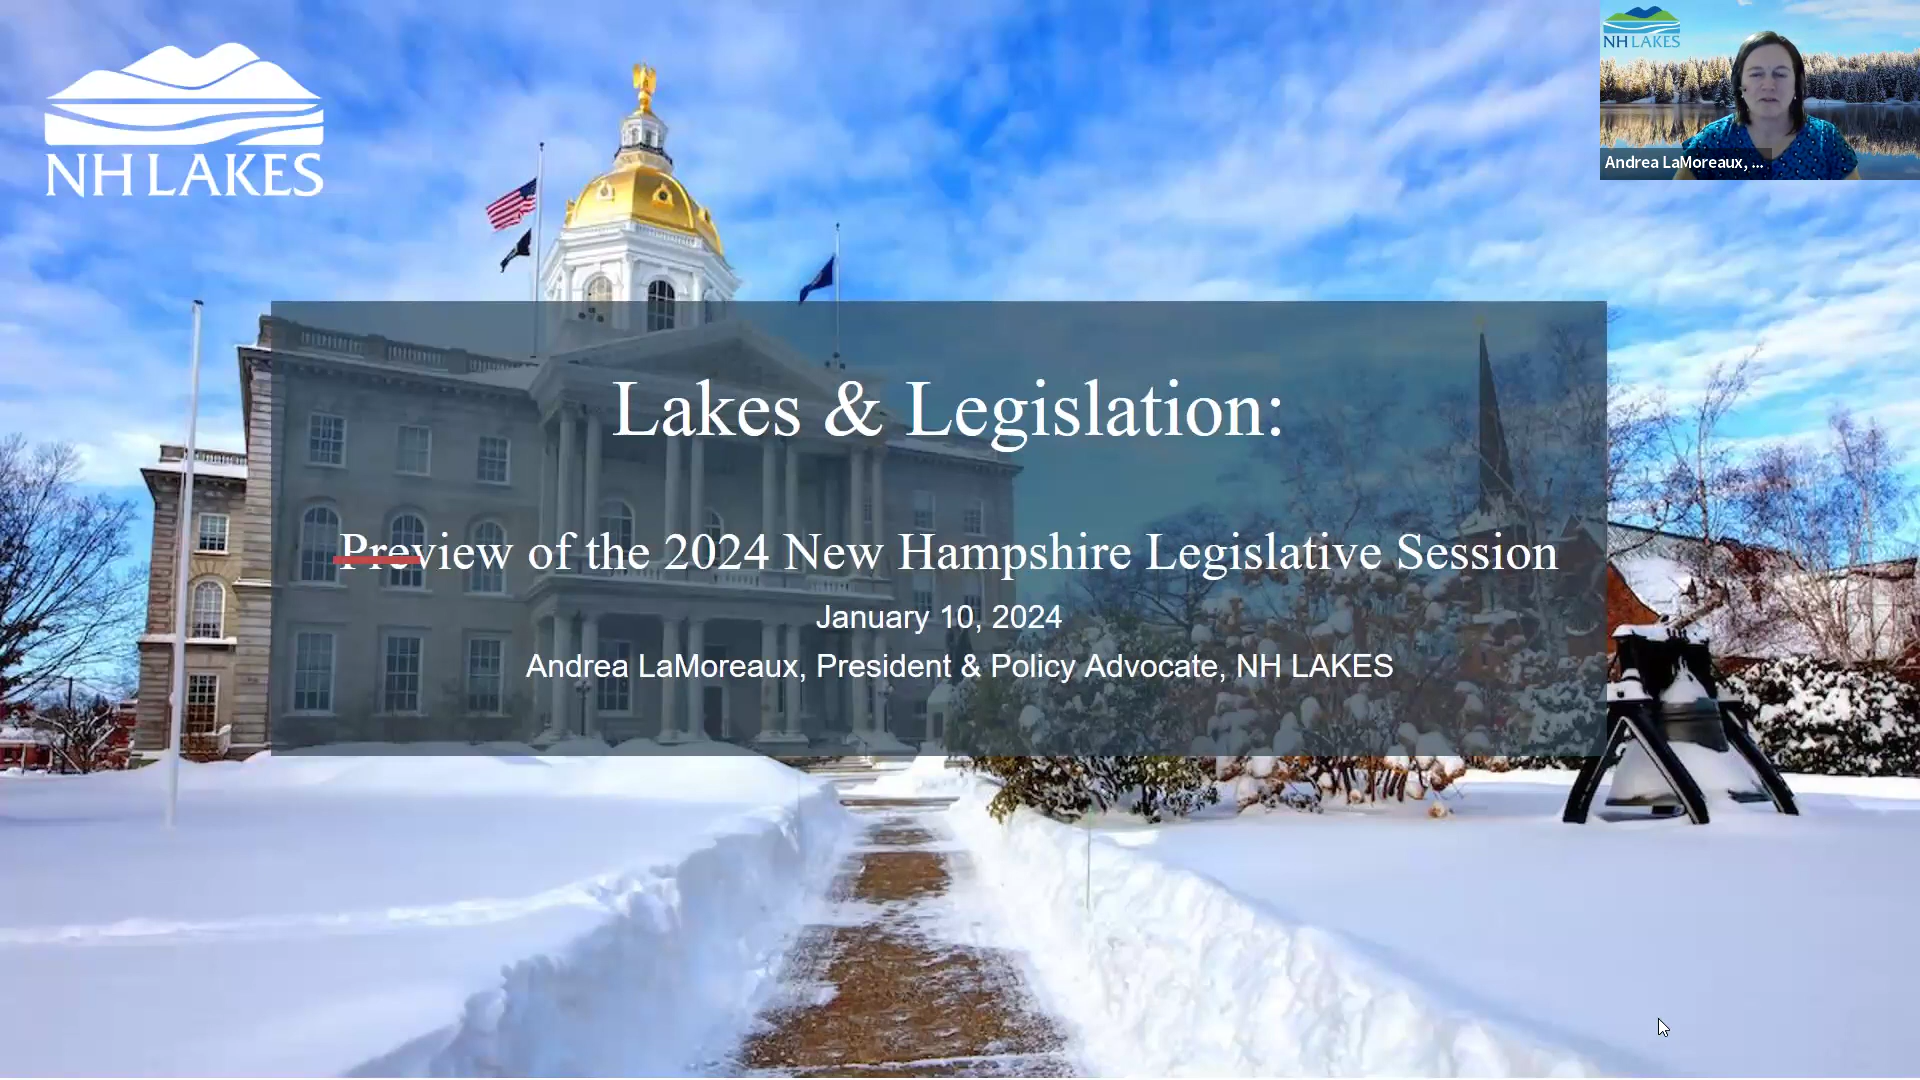 NH LAKES
NH LAKES
Andrea LaMoreaux, ...
Lakes & Legislation:
Preview of the 2024 New Hampshire Legislative Session
January 10, 2024
Andrea LaMoreaux, President & Policy Advocate, NH LAKES